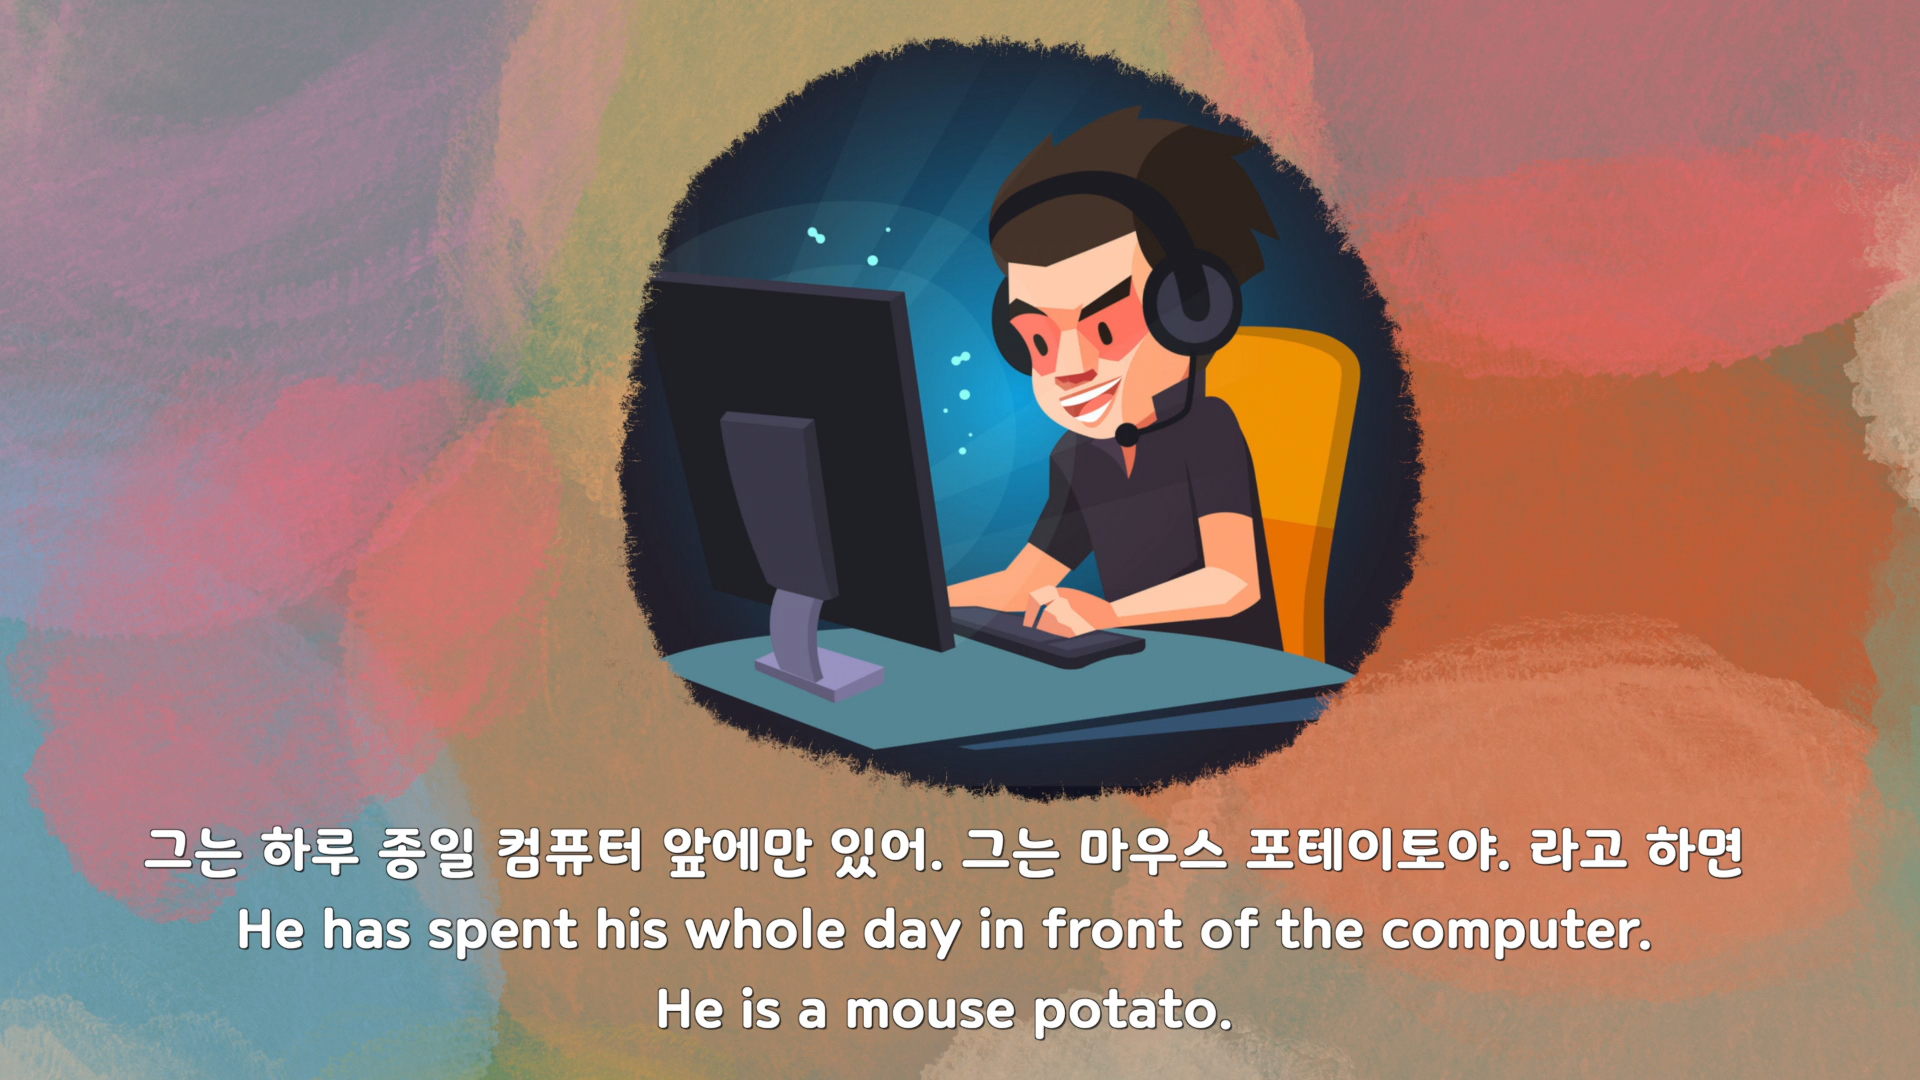 그는 하루 종일 컴퓨터 앞에만 있어. 그는 마우스 포테이토야. 라고 하면
He has spent his whole day in front of the computer.
He is a mouse potato.